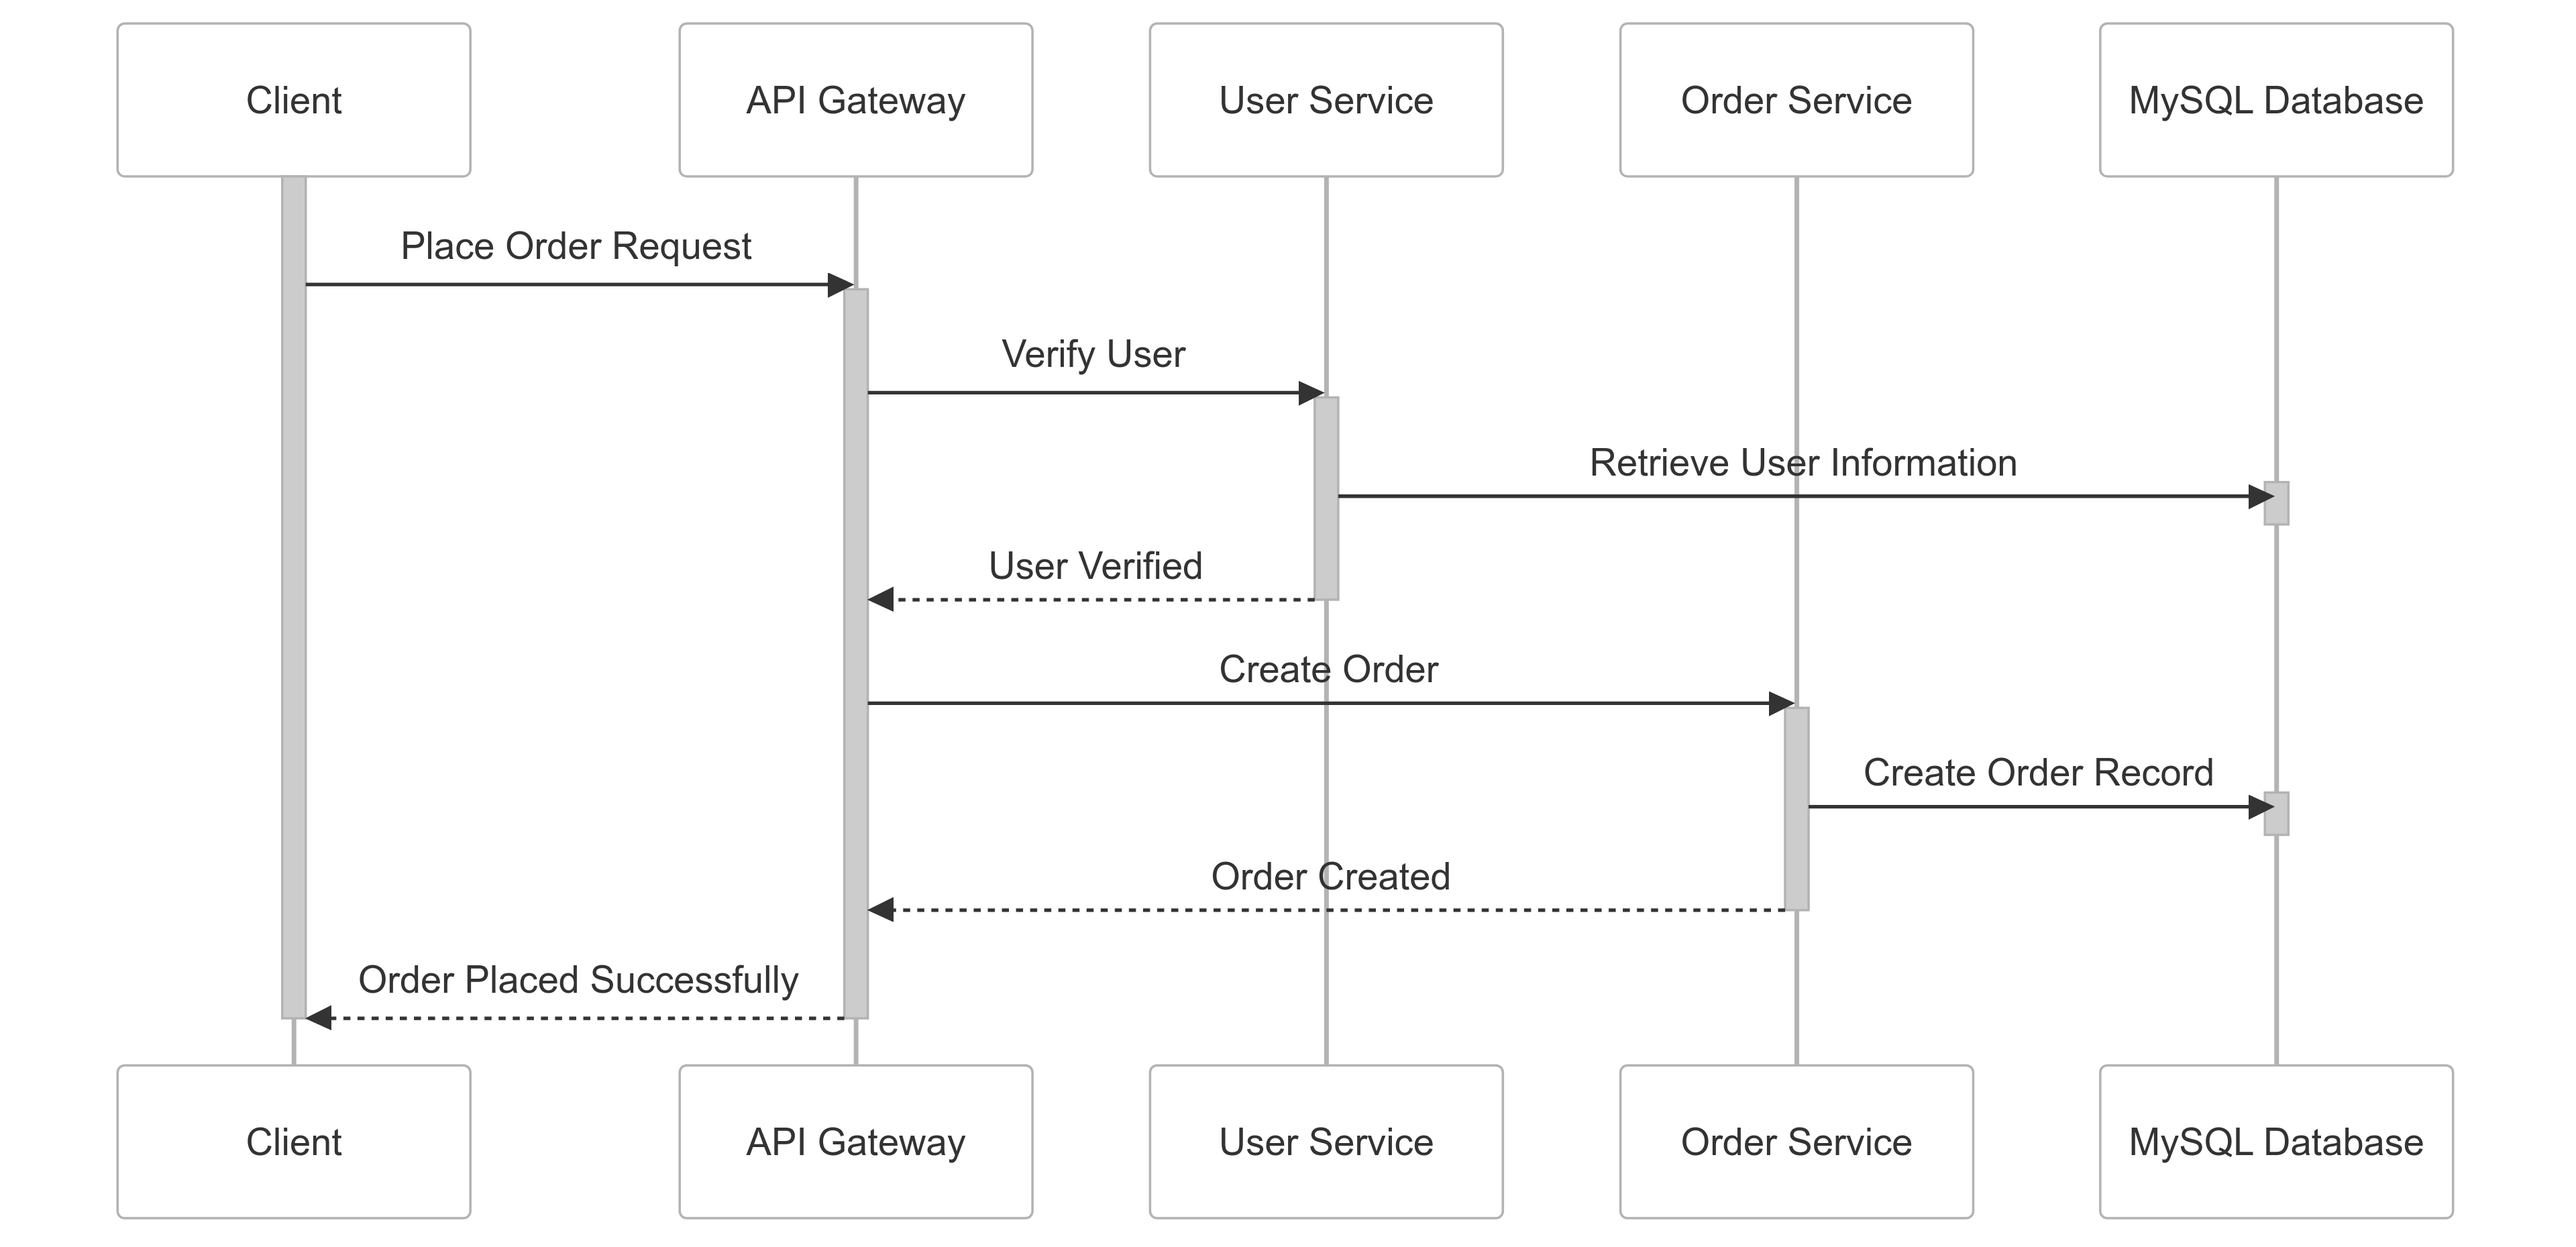 Client
API Gateway
User Service
Order Service
MySQL Database
Place Order Request
Verify User
Retrieve User Information
User Verified
Create Order
Create Order Record
Order Created
Order Placed Successfully
Client
API Gateway
User Service
Order Service
MySQL Database